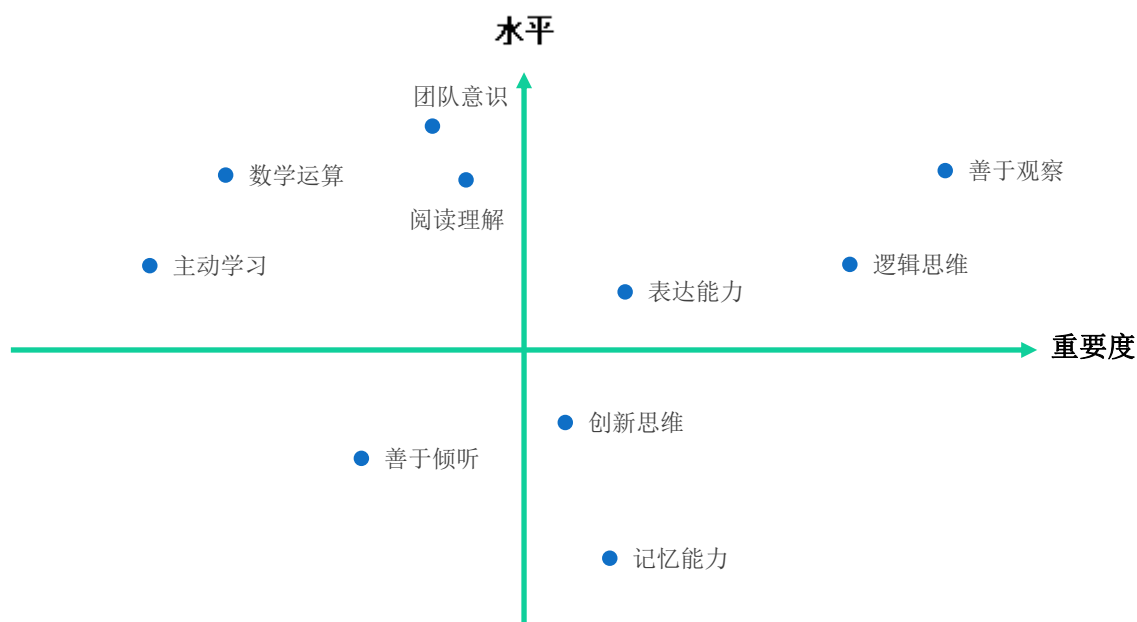 水平
团队意识
数学运算
善于观察
阅读理解
主动学习
逻辑思维
表达能力
重要度
创新思维
善于倾听
记忆能力